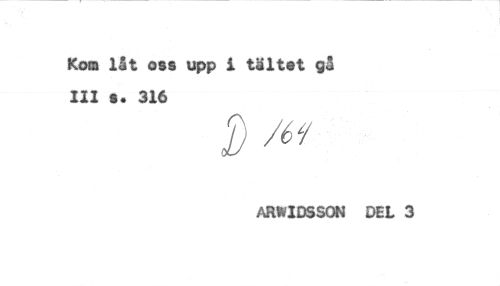 Kom låt oss upp i tältet gå
III s. 316
D 164
ARWIDSSON DEL 3